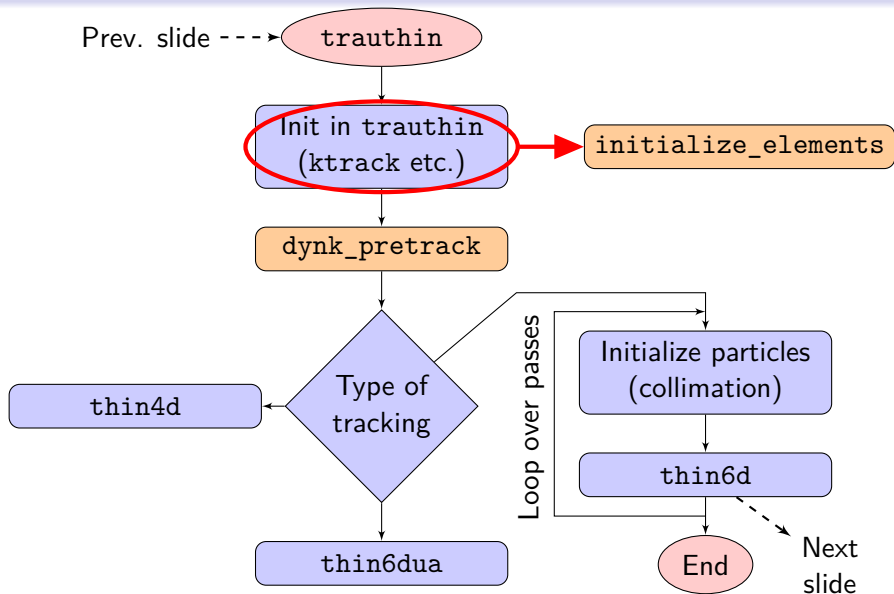 Prev. slide
trauthin
Init in trauthin
(ktrack etc.)
initialize_elements
dynk_pretrack
Type of
tracking
thin4d
thin6dua
Loop over passes
Initialize particles
(collimation)
thin6d
End
Next
slide